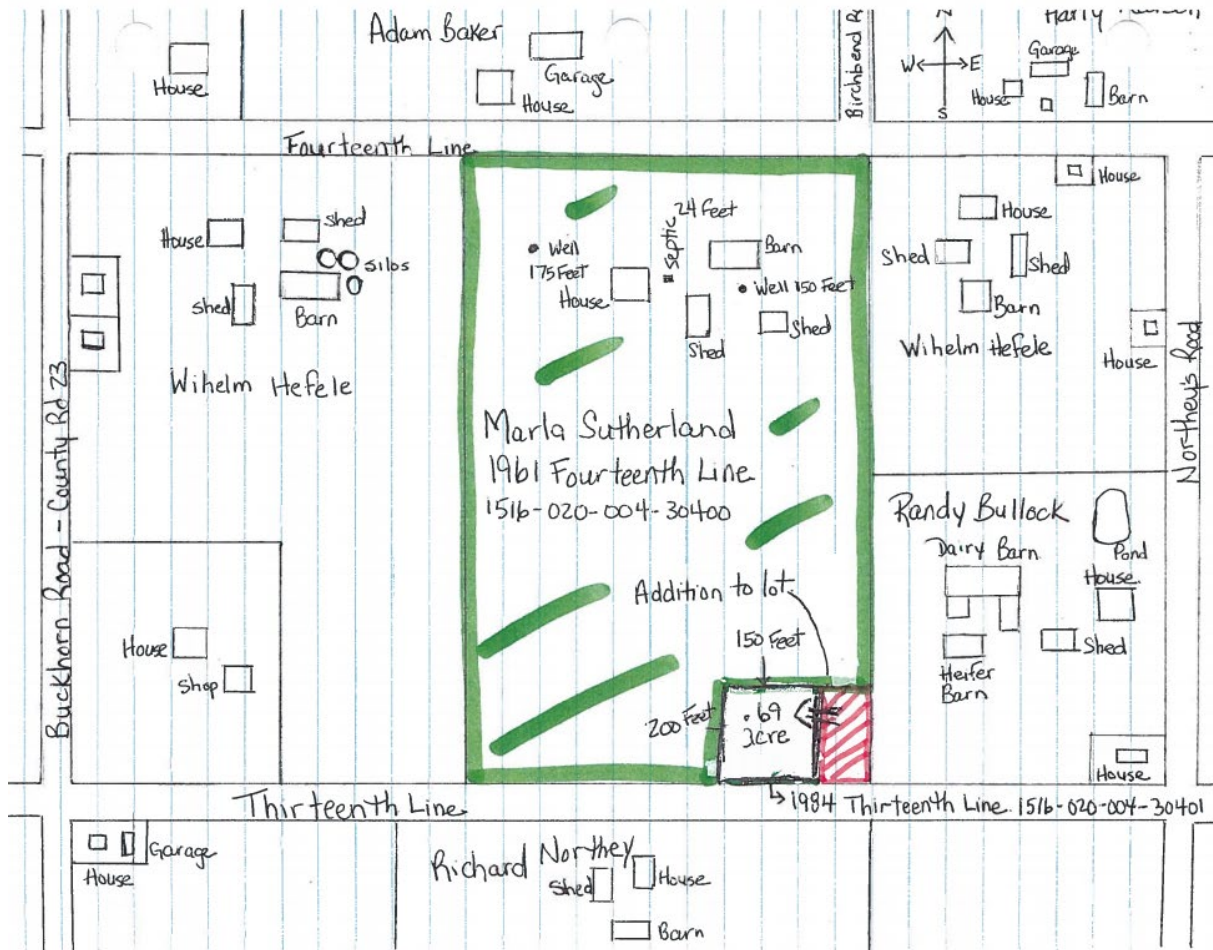 Adam Baker
House
Garage
House
Birchbend
Harry
N
W
E
S
Garage
House
Barn
Fourteenth Line
House
Shed
Silos
Shed
Barn
Wihelm Hefele
Buckhorn Road - County Rd 23
House
Shop
Well
175 Feet
House
Septic
24 Feet
Barn
Well 150 Feet
Shed
Shed
Marla Sutherland
1961 Fourteenth Line
1516-020-004-30400
Addition to lot
150 Feet
200 Feet
.69
acre
House
House
Shed
Shed
Barn
Wihelm Hefele
House
Northey's Road
Randy Bullock
Dairy Barn
Pond
House
Shed
Heifer
Barn
House
Thirteenth Line
1984 Thirteenth Line 1516-020-004-30401
Garage
House
Richard Northey
Shed
House
Barn